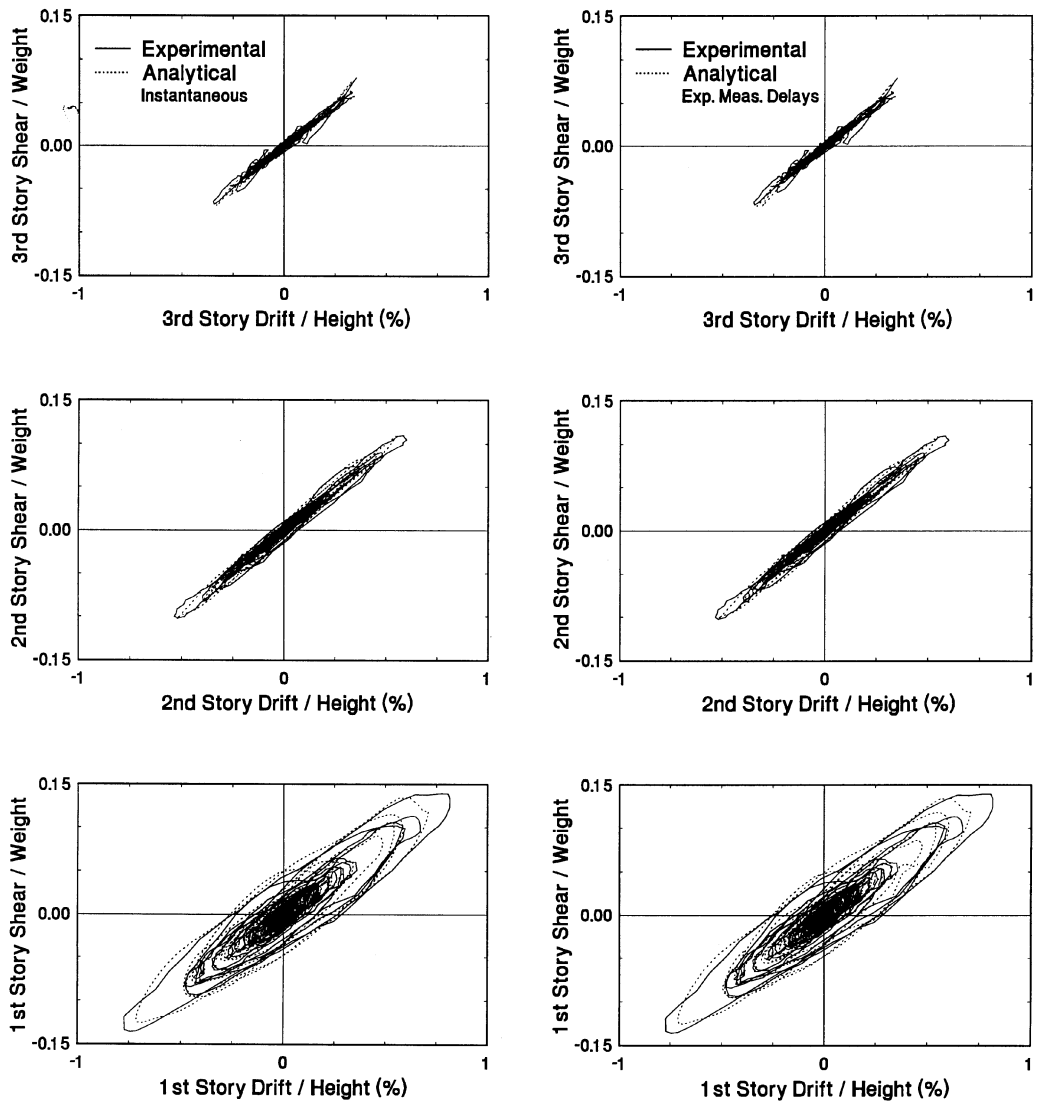 0.15
Experimental
Analytical
Instantaneous
3rd Story Shear / Weight
0.00
-0.15
-1
0
1
3rd Story Drift / Height (%)
0.15
Experimental
Analytical
Exp. Meas. Delays
3rd Story Shear / Weight
0.00
-0.15
-1
0
1
3rd Story Drift / Height (%)
0.15
2nd Story Shear / Weight
0.00
-0.15
-1
0
1
2nd Story Drift / Height (%)
0.15
2nd Story Shear / Weight
0.00
-0.15
-1
0
1
2nd Story Drift / Height (%)
0.15
1st Story Shear / Weight
0.00
-0.15
-1
0
1
1st Story Drift / Height (%)
0.15
1st Story Shear / Weight
0.00
-0.15
-1
0
1
1st Story Drift / Height (%)